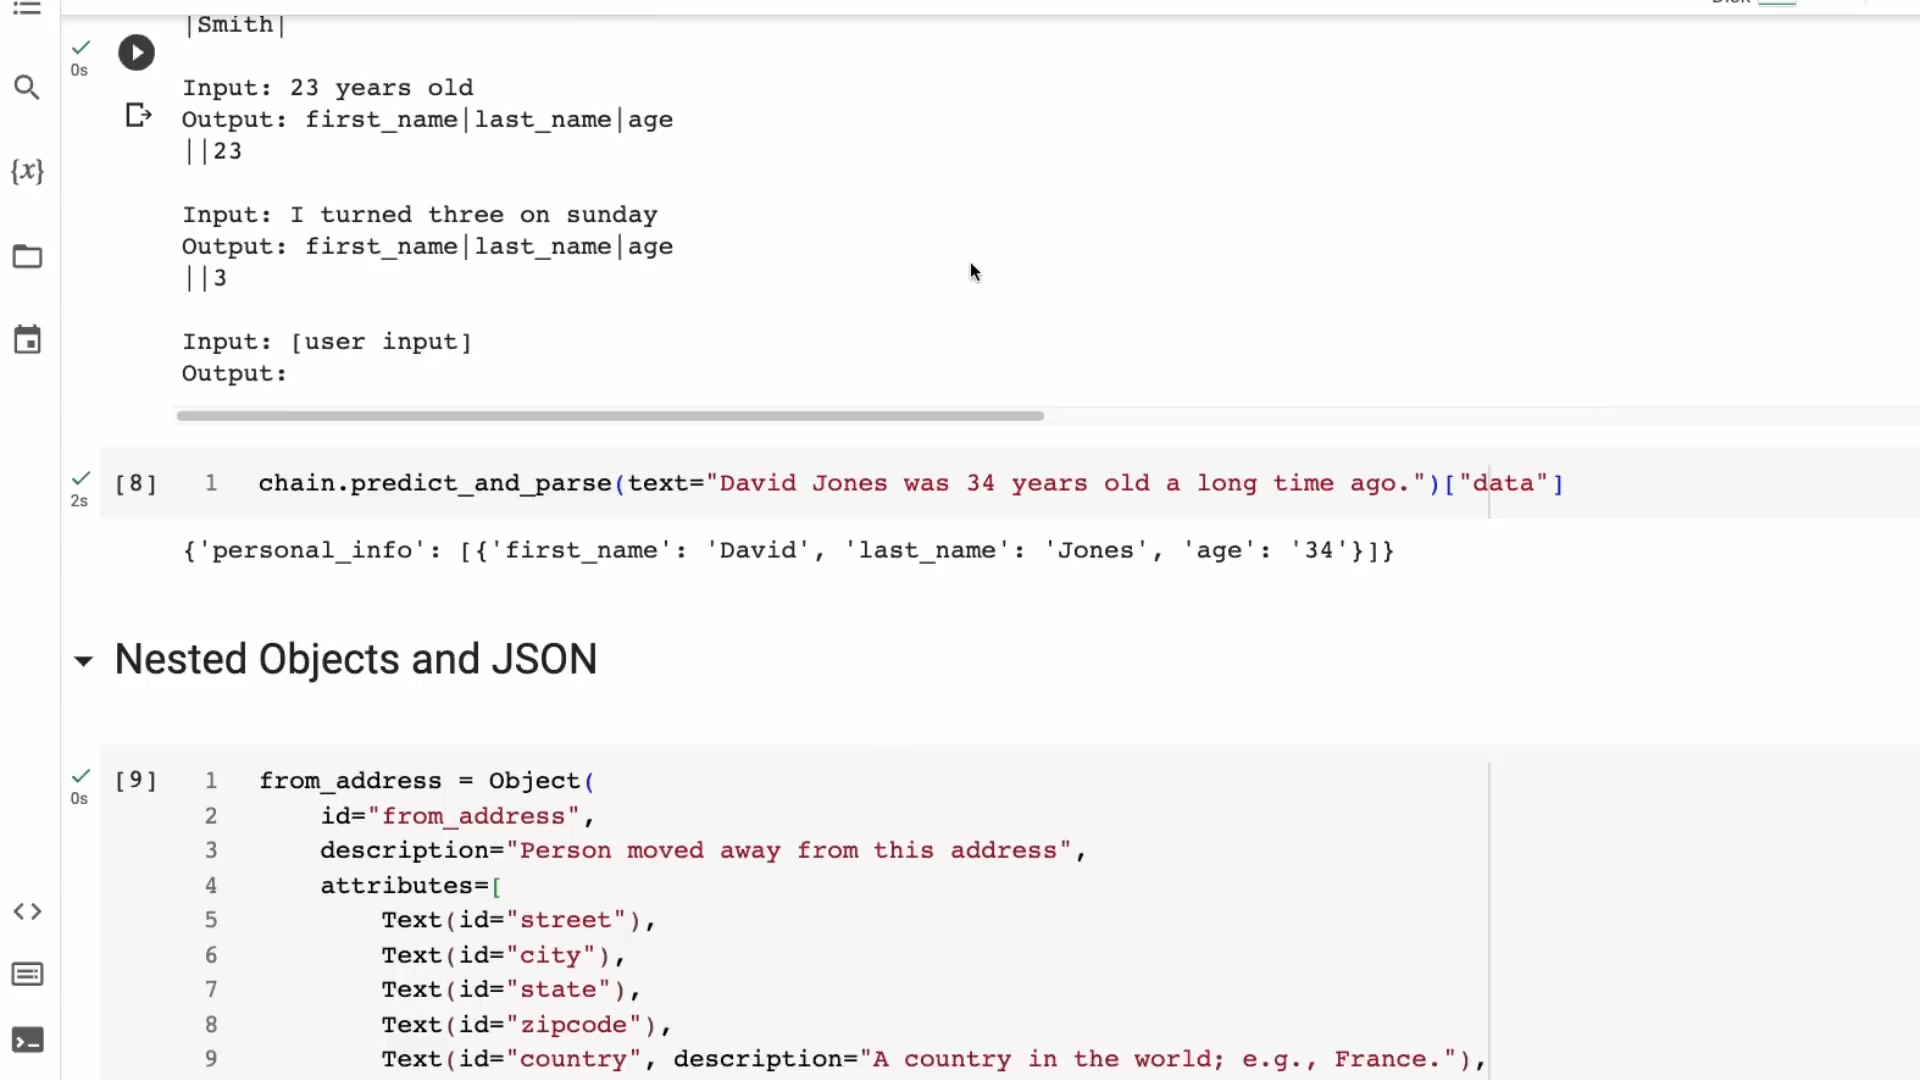 |Smith|
0s
Input: 23 years old
Output: first_name|last_name|age
||23
{x}
Input: I turned three on sunday
Output: first_name|last_name|age
||3
Input: [user input]
Output:
[8] 1 chain.predict_and_parse(text="David Jones was 34 years old a long time ago.")["data"]
2s
{'personal_info': [{'first_name': 'David', 'last_name': 'Jones', 'age': '34'}]}
Nested Objects and JSON
[9] 1 from_address = Object(
0s
2 id="from_address",
3 description="Person moved away from this address",
4 attributes=[
5 Text(id="street"),
6 Text(id="city"),
7 Text(id="state"),
8 Text(id="zipcode"),
9 Text(id="country", description="A country in the world; e.g., France."),